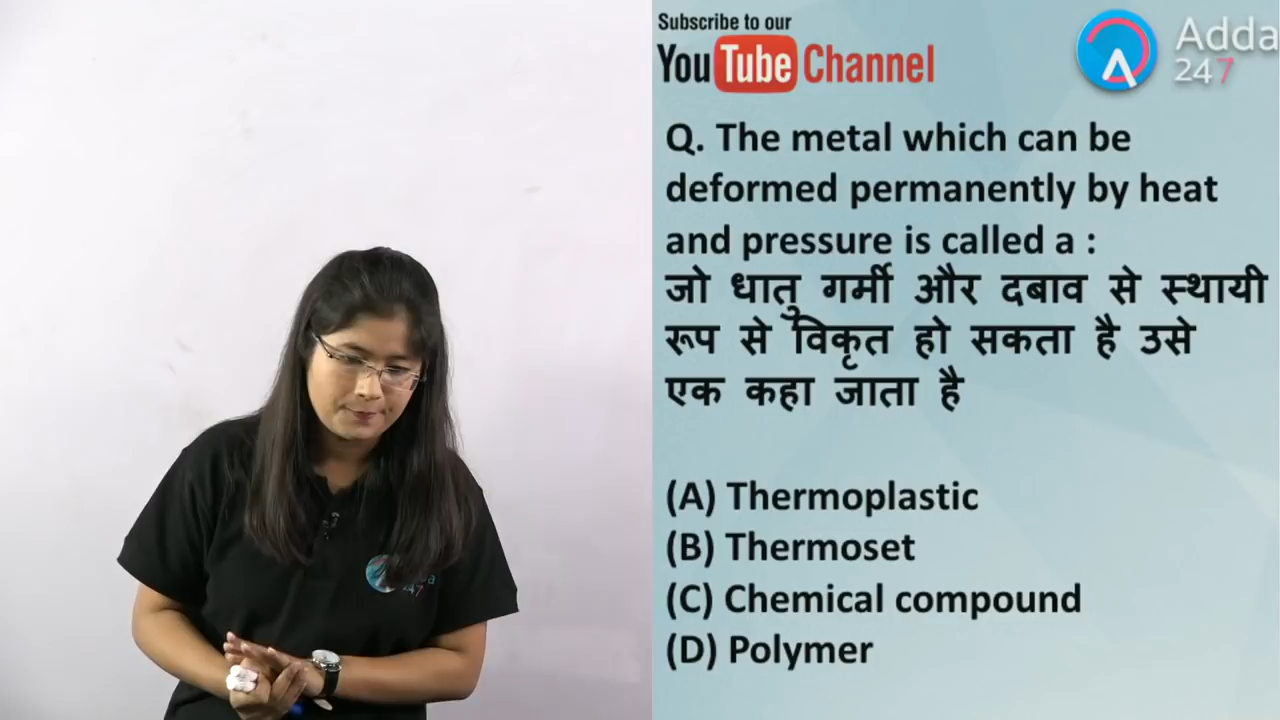 Subscribe to our
YouTube Channel
Adda
247
Q. The metal which can be
deformed permanently by heat
and pressure is called a :
जो धातु गर्मी और दबाव से स्थायी
रूप से विकृत हो सकता है उसे
एक कहा जाता है
(A) Thermoplastic
(B) Thermoset
(C) Chemical compound
(D) Polymer
247